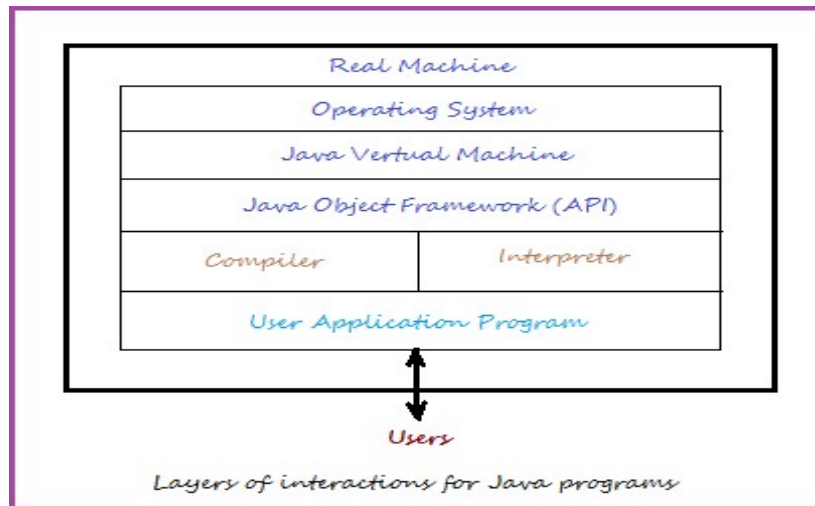 Real Machine
Operating System
Java Vertual Machine
Java Object Framework (API)
Compiler Interpreter
User Application Program
Users
Layers of interactions for Java programs